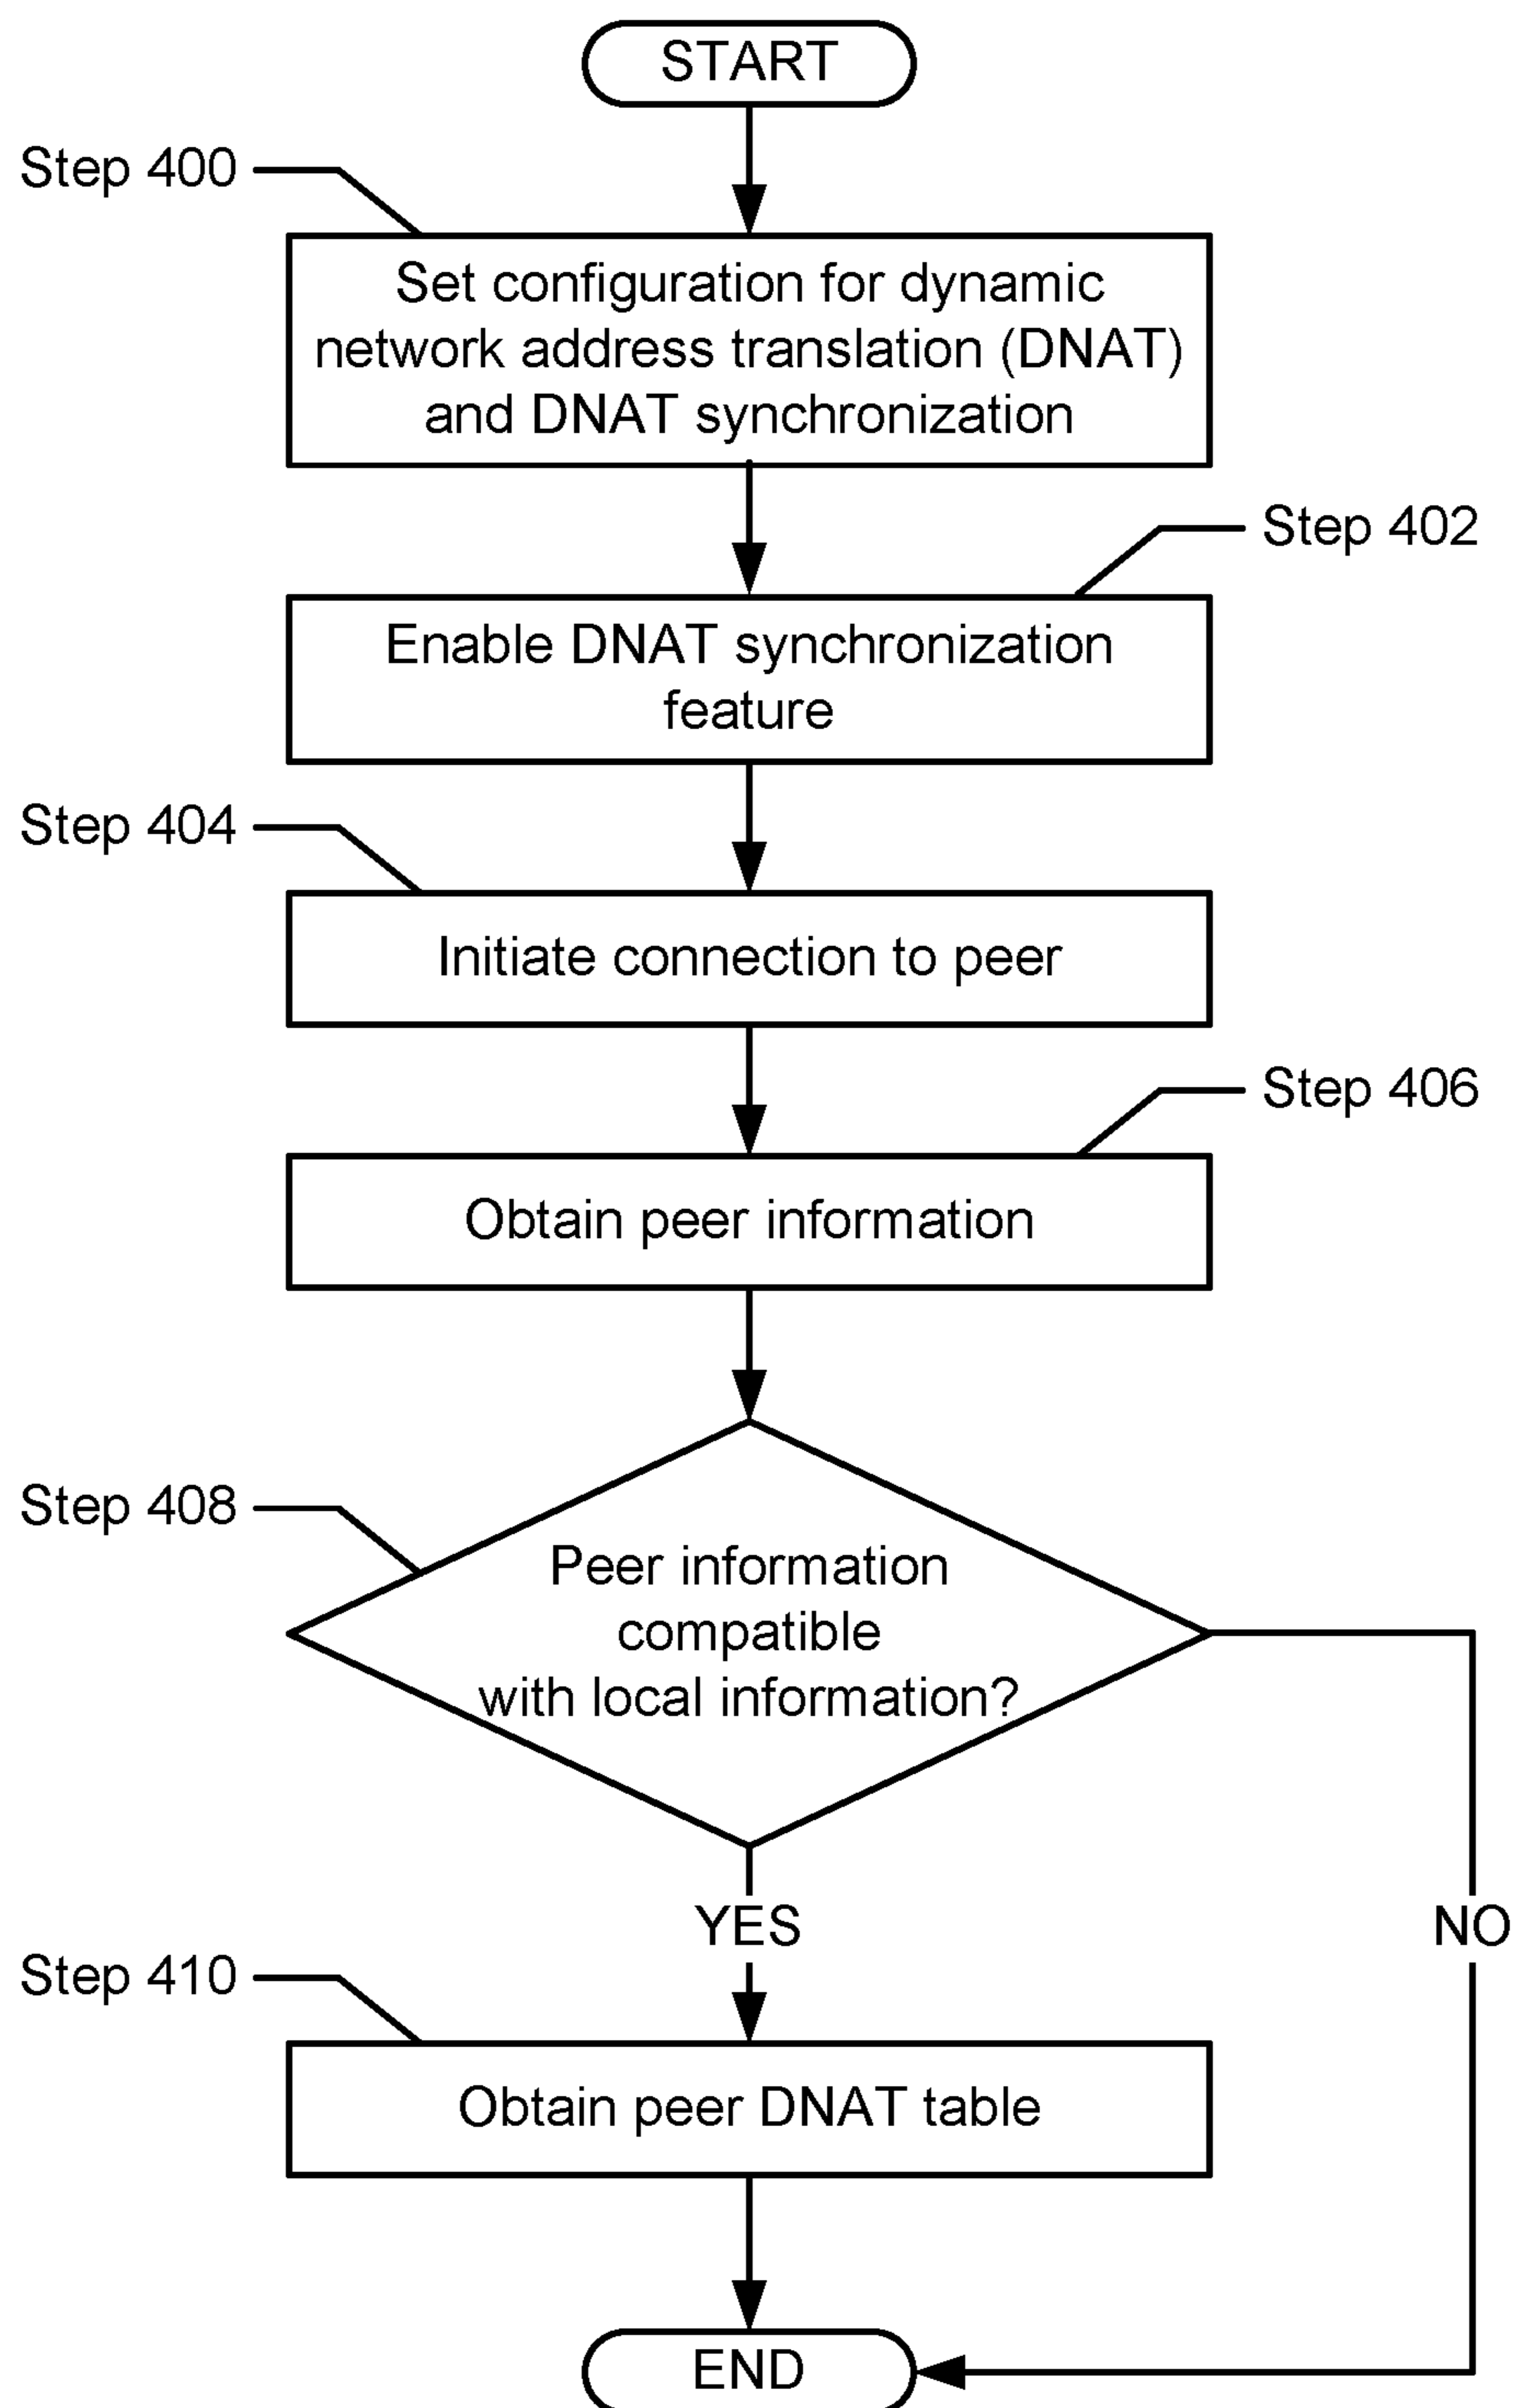 START
Step 400
Set configuration for dynamic
network address translation (DNAT)
and DNAT synchronization
Step 402
Enable DNAT synchronization
feature
Step 404
Initiate connection to peer
Step 406
Obtain peer information
Step 408
Peer information
compatible
with local information?
YES
NO
Step 410
Obtain peer DNAT table
END